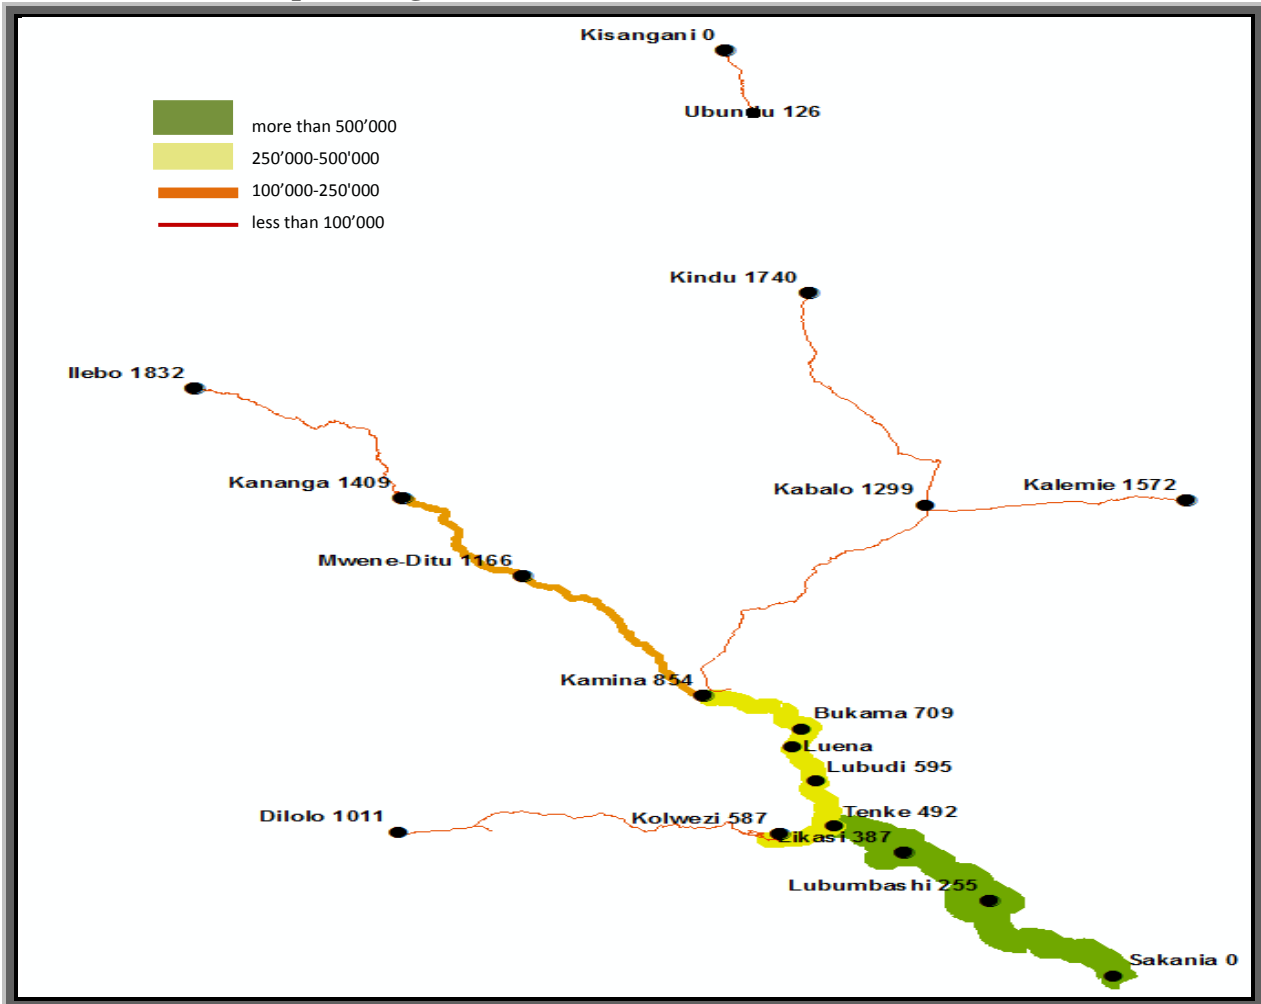 Kisangani 0
Ubundu 126
more than 500’000
250’000-500'000
100’000-250'000
less than 100’000
Kindu 1740
Ilebo 1832
Kananga 1409
Kabalo 1299
Kalemie 1572
Mwene-Ditu 1166
Kamina 854
Bukama 709
Luena
Lubudi 595
Dilolo 1011
Kolwezi 587
Tenke 492
Likasi 387
Lubumbashi 255
Sakania 0